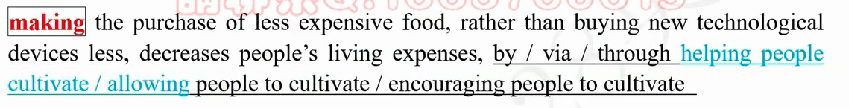 making the purchase of less expensive food, rather than buying new technological
devices less, decreases people's living expenses, by / via / through helping people
cultivate / allowing people to cultivate / encouraging people to cultivate